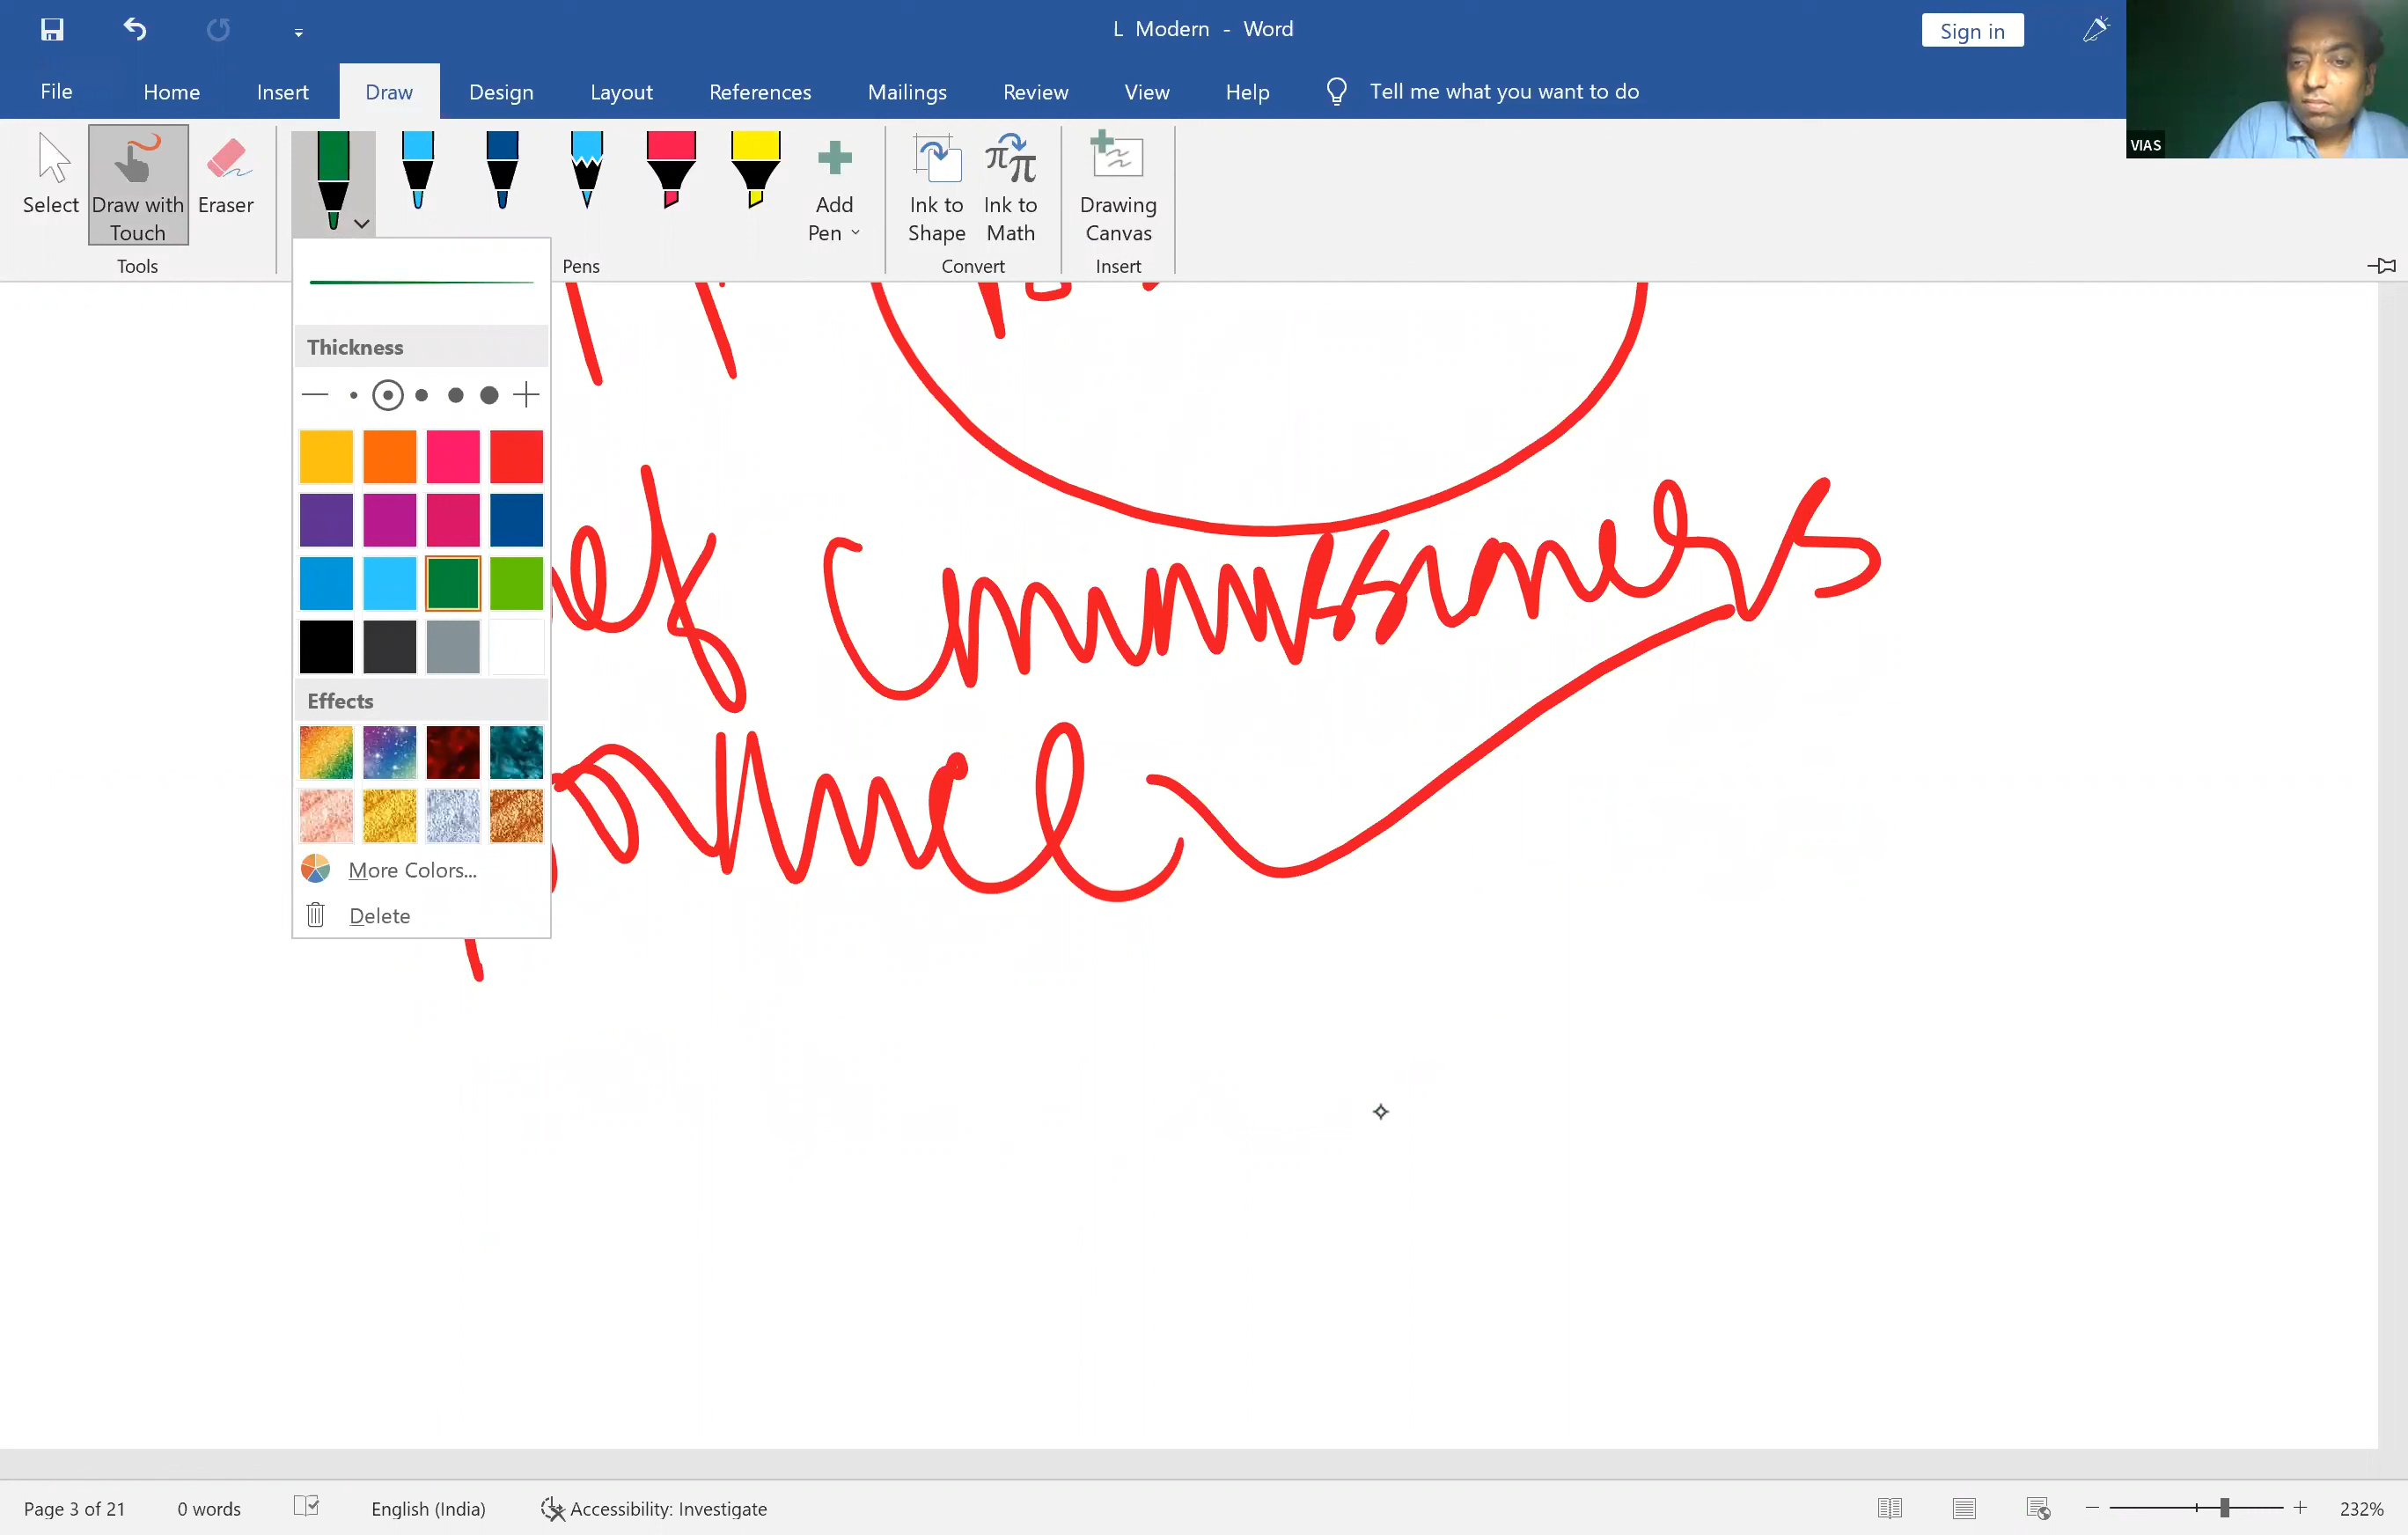 L Modern - Word
Sign in
VIAS
File Home Insert Draw Design Layout References Mailings Review View Help Tell me what you want to do
Select Draw with Touch Eraser
Add Pen
Ink to Shape
Ink to Math
Drawing Canvas
Tools Pens Convert Insert
Thickness
Effects
More Colors...
Delete
ef Commissioners
ovince
Page 3 of 21 0 words English (India) Accessibility: Investigate 232%